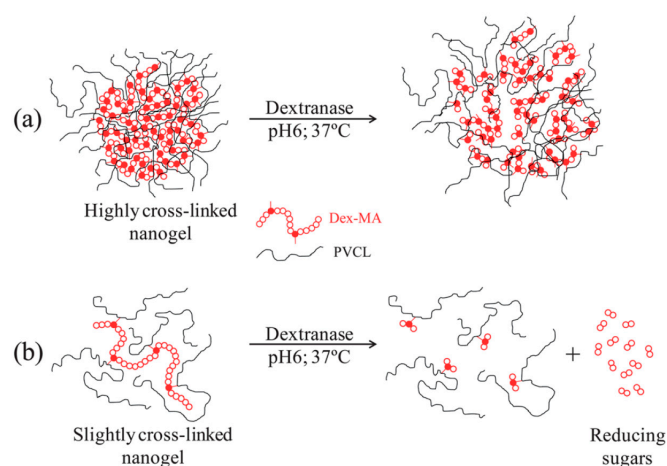 (a)
Dextranase
pH6; 37ºC
Highly cross-linked
nanogel
Dex-MA
PVCL
(b)
Dextranase
pH6; 37ºC
+
Slightly cross-linked
nanogel
Reducing
sugars